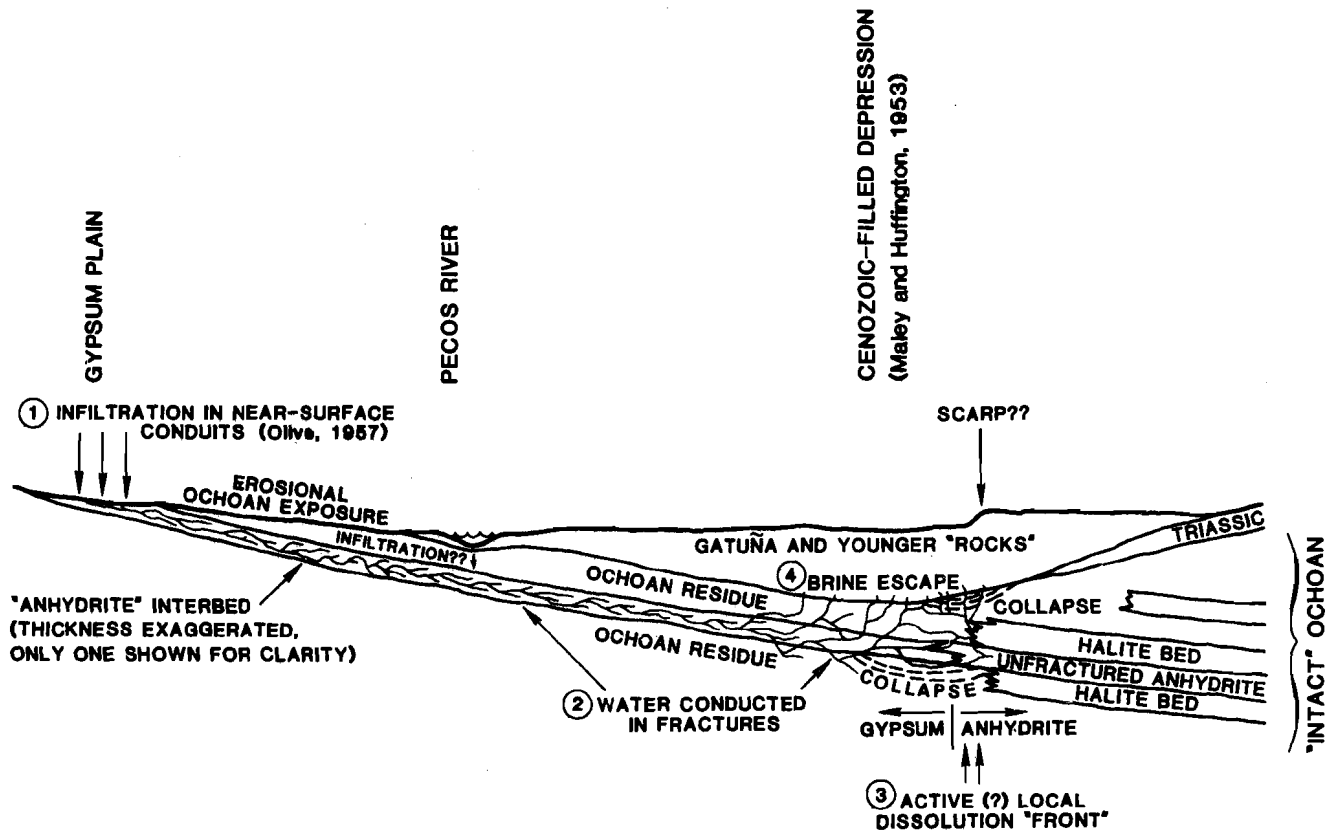 GYPSUM PLAIN
PECOS RIVER
CENOZOIC-FILLED DEPRESSION
(Maley and Huffington, 1953)
1 INFILTRATION IN NEAR-SURFACE
CONDUITS (Olive, 1957)
SCARP??
EROSIONAL
OCHOAN EXPOSURE
INFILTRATION??
GATUÑA AND YOUNGER "ROCKS"
TRIASSIC
OCHOAN RESIDUE
4 BRINE ESCAPE
COLLAPSE
"ANHYDRITE" INTERBED
(THICKNESS EXAGGERATED,
ONLY ONE SHOWN FOR CLARITY)
OCHOAN RESIDUE
HALITE BED
UNFRACTURED ANHYDRITE
COLLAPSE
HALITE BED
"INTACT" OCHOAN
2 WATER CONDUCTED
IN FRACTURES
GYPSUM ANHYDRITE
3 ACTIVE (?) LOCAL
DISSOLUTION "FRONT"